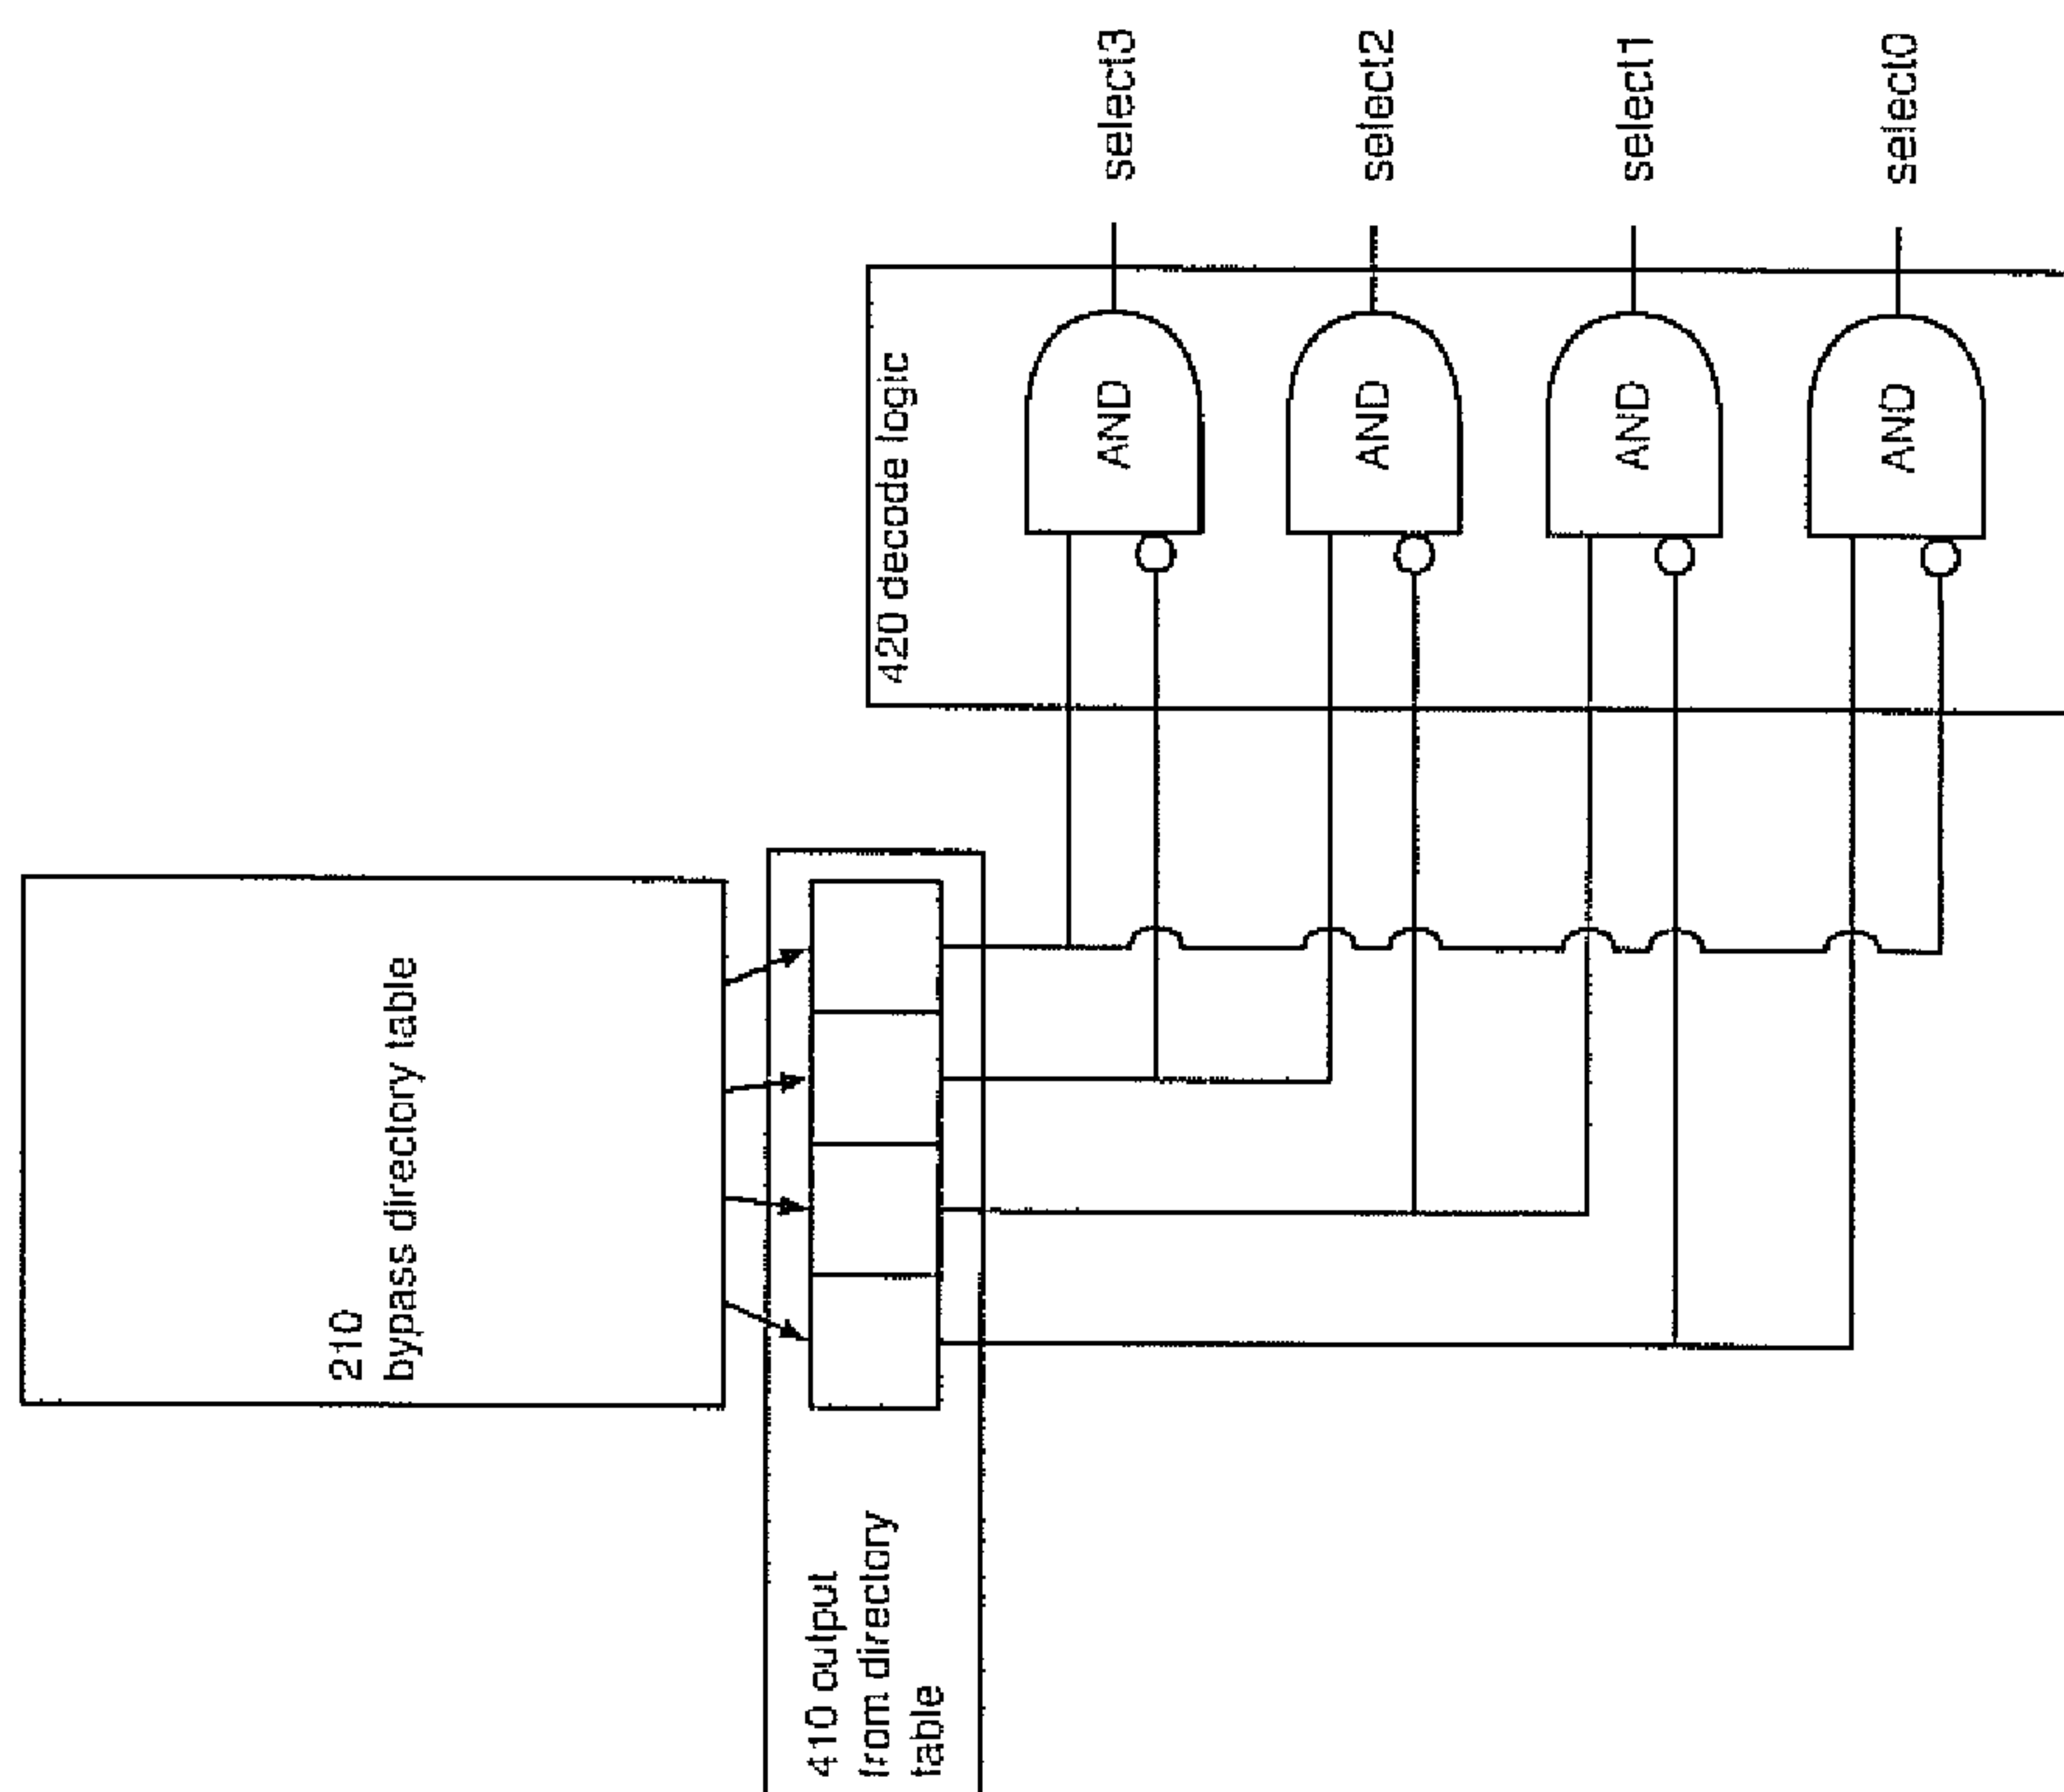 210
bypass directory table
410 output
from directory
table
420 decode logic
AND
AND
AND
AND
select3
select2
select1
select0